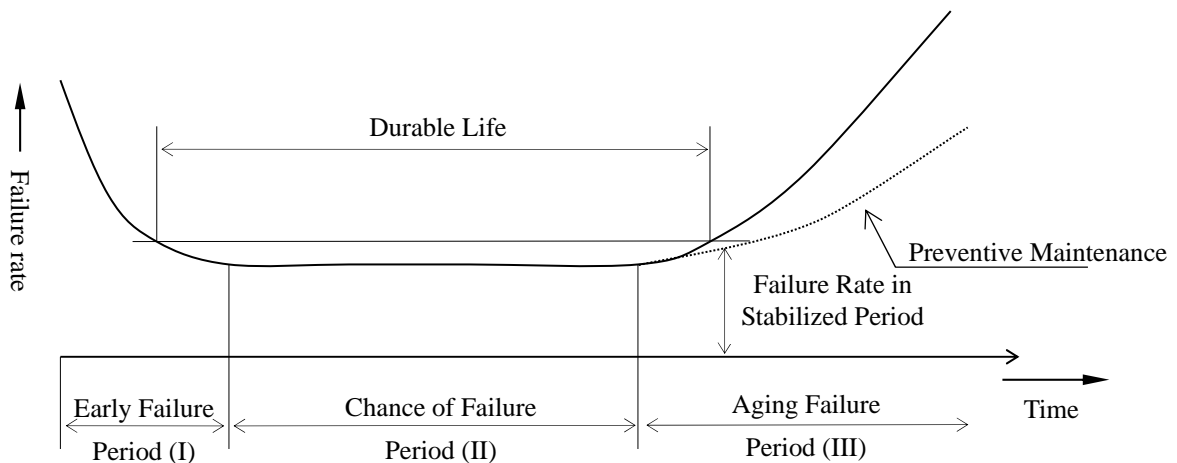 Durable Life
Failure rate
Preventive Maintenance
Failure Rate in
Stabilized Period
Early Failure
Period (I)
Chance of Failure
Period (II)
Aging Failure
Period (III)
Time